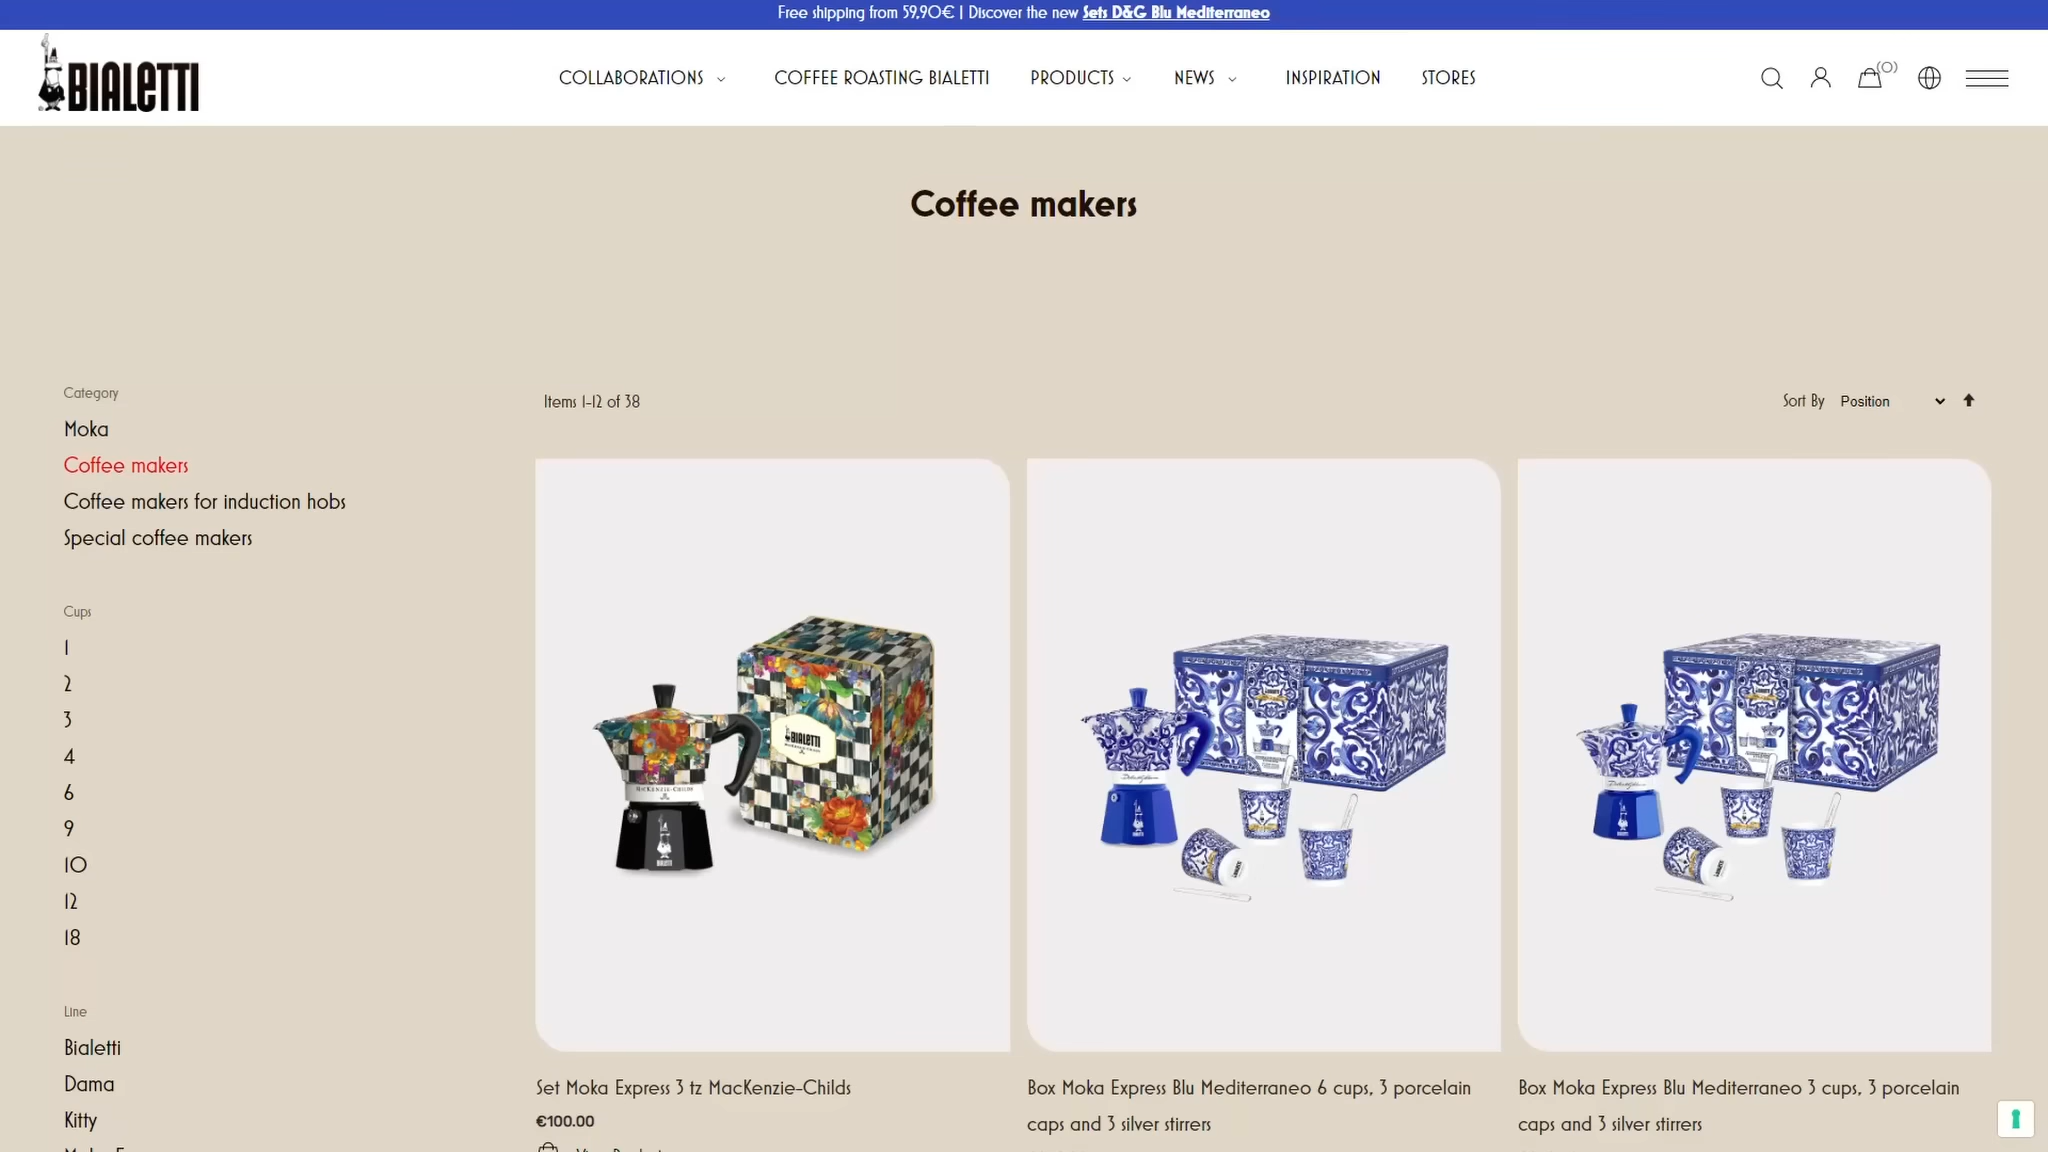 Free shipping from 59,90€ | Discover the new Sets D&G Blu Mediterraneo
BIALETTI
COLLABORATIONS
COFFEE ROASTING BIALETTI
PRODUCTS
NEWS
INSPIRATION
STORES
(0)
Coffee makers
Category
Moka
Coffee makers
Coffee makers for induction hobs
Special coffee makers
Cups
1
2
3
4
6
9
10
12
18
Line
Bialetti
Dama
Kitty
Items 1-12 of 38
Sort By Position
BIALETTI
MACKENZIE-CHILDS
BIALETTI
Set Moka Express 3 tz MacKenzie-Childs
€100.00
Box Moka Express Blu Mediterraneo 6 cups, 3 porcelain
caps and 3 silver stirrers
Box Moka Express Blu Mediterraneo 3 cups, 3 porcelain
caps and 3 silver stirrers